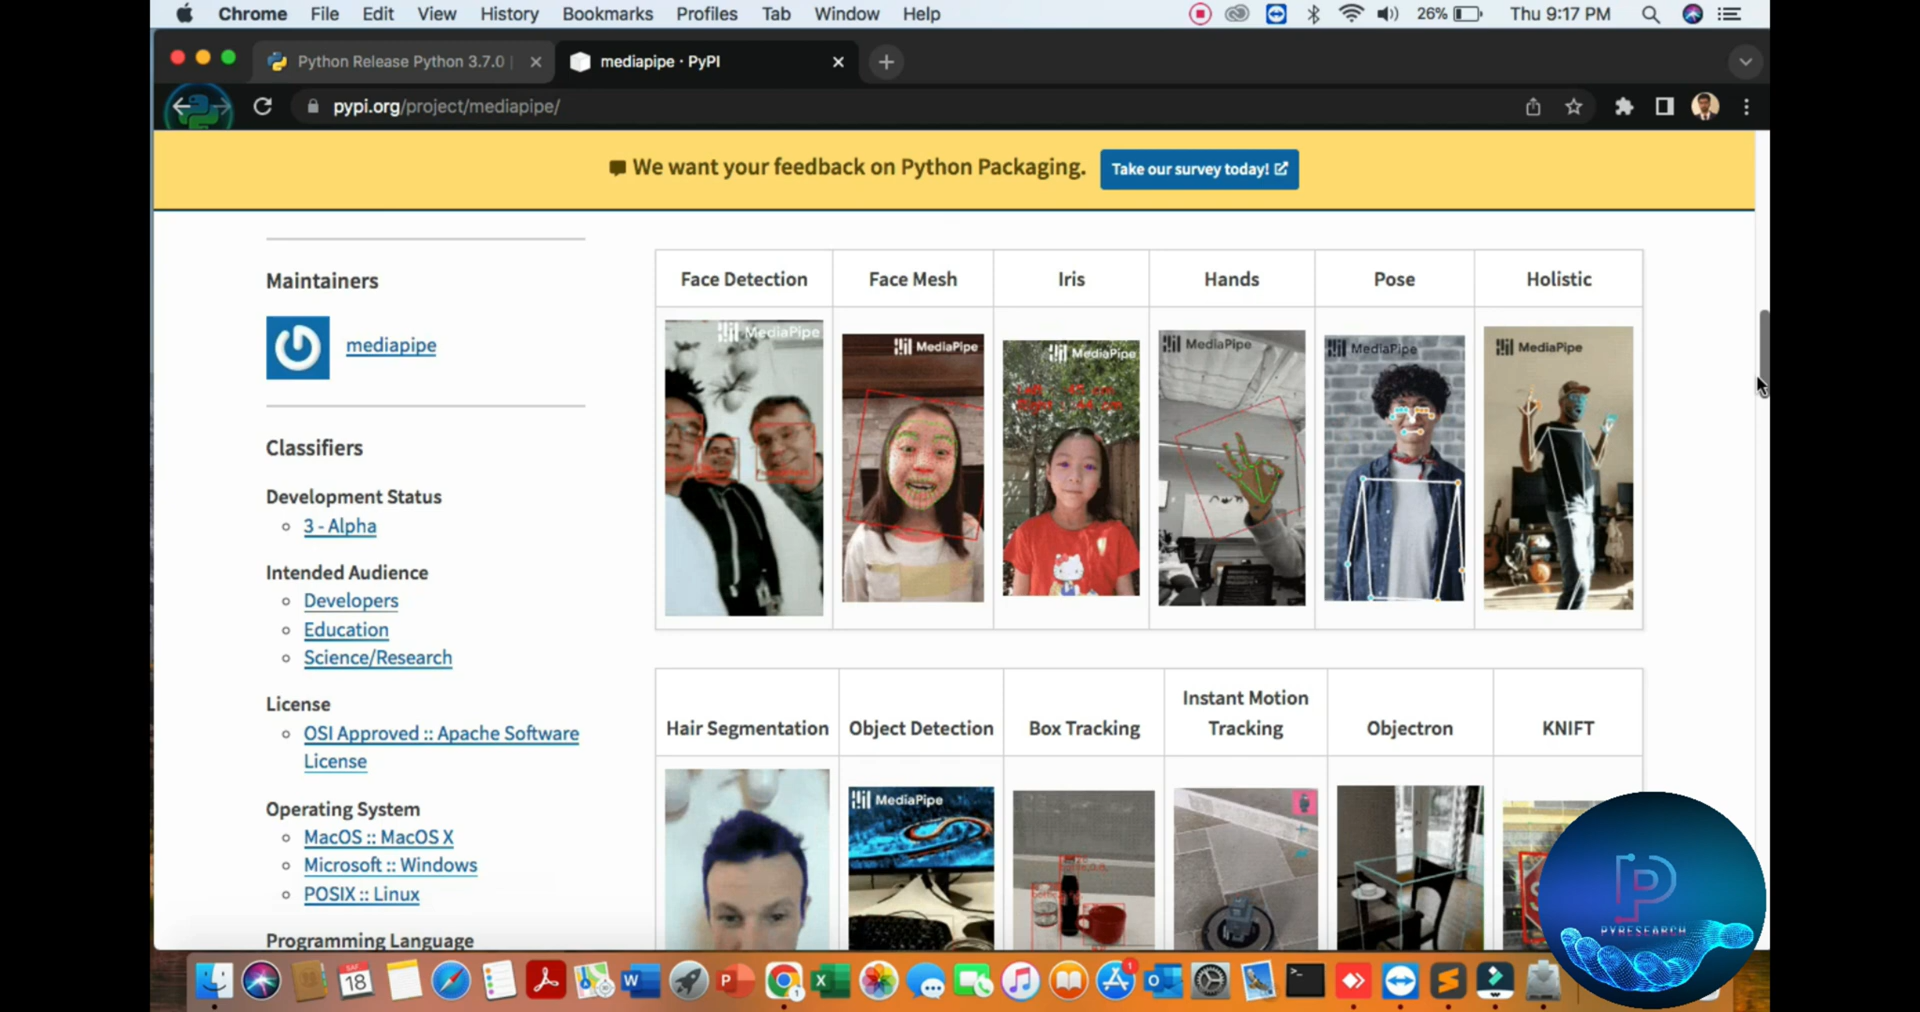 Chrome File Edit View History Bookmarks Profiles Tab Window Help 26% Thu 9:17 PM
Python Release Python 3.7.0 | mediapipe · PyPI
pypi.org/project/mediapipe/
We want your feedback on Python Packaging. Take our survey today!
Maintainers
mediapipe
Classifiers
Development Status
3 - Alpha
Intended Audience
Developers
Education
Science/Research
License
OSI Approved :: Apache Software
License
Operating System
MacOS :: MacOS X
Microsoft :: Windows
POSIX :: Linux
Programming Language
Face Detection Face Mesh Iris Hands Pose Holistic
MediaPipe MediaPipe MediaPipe MediaPipe MediaPipe MediaPipe
Instant Motion
Hair Segmentation Object Detection Box Tracking Tracking Objectron KNIFT
MediaPipe
PYRESEARCH
18